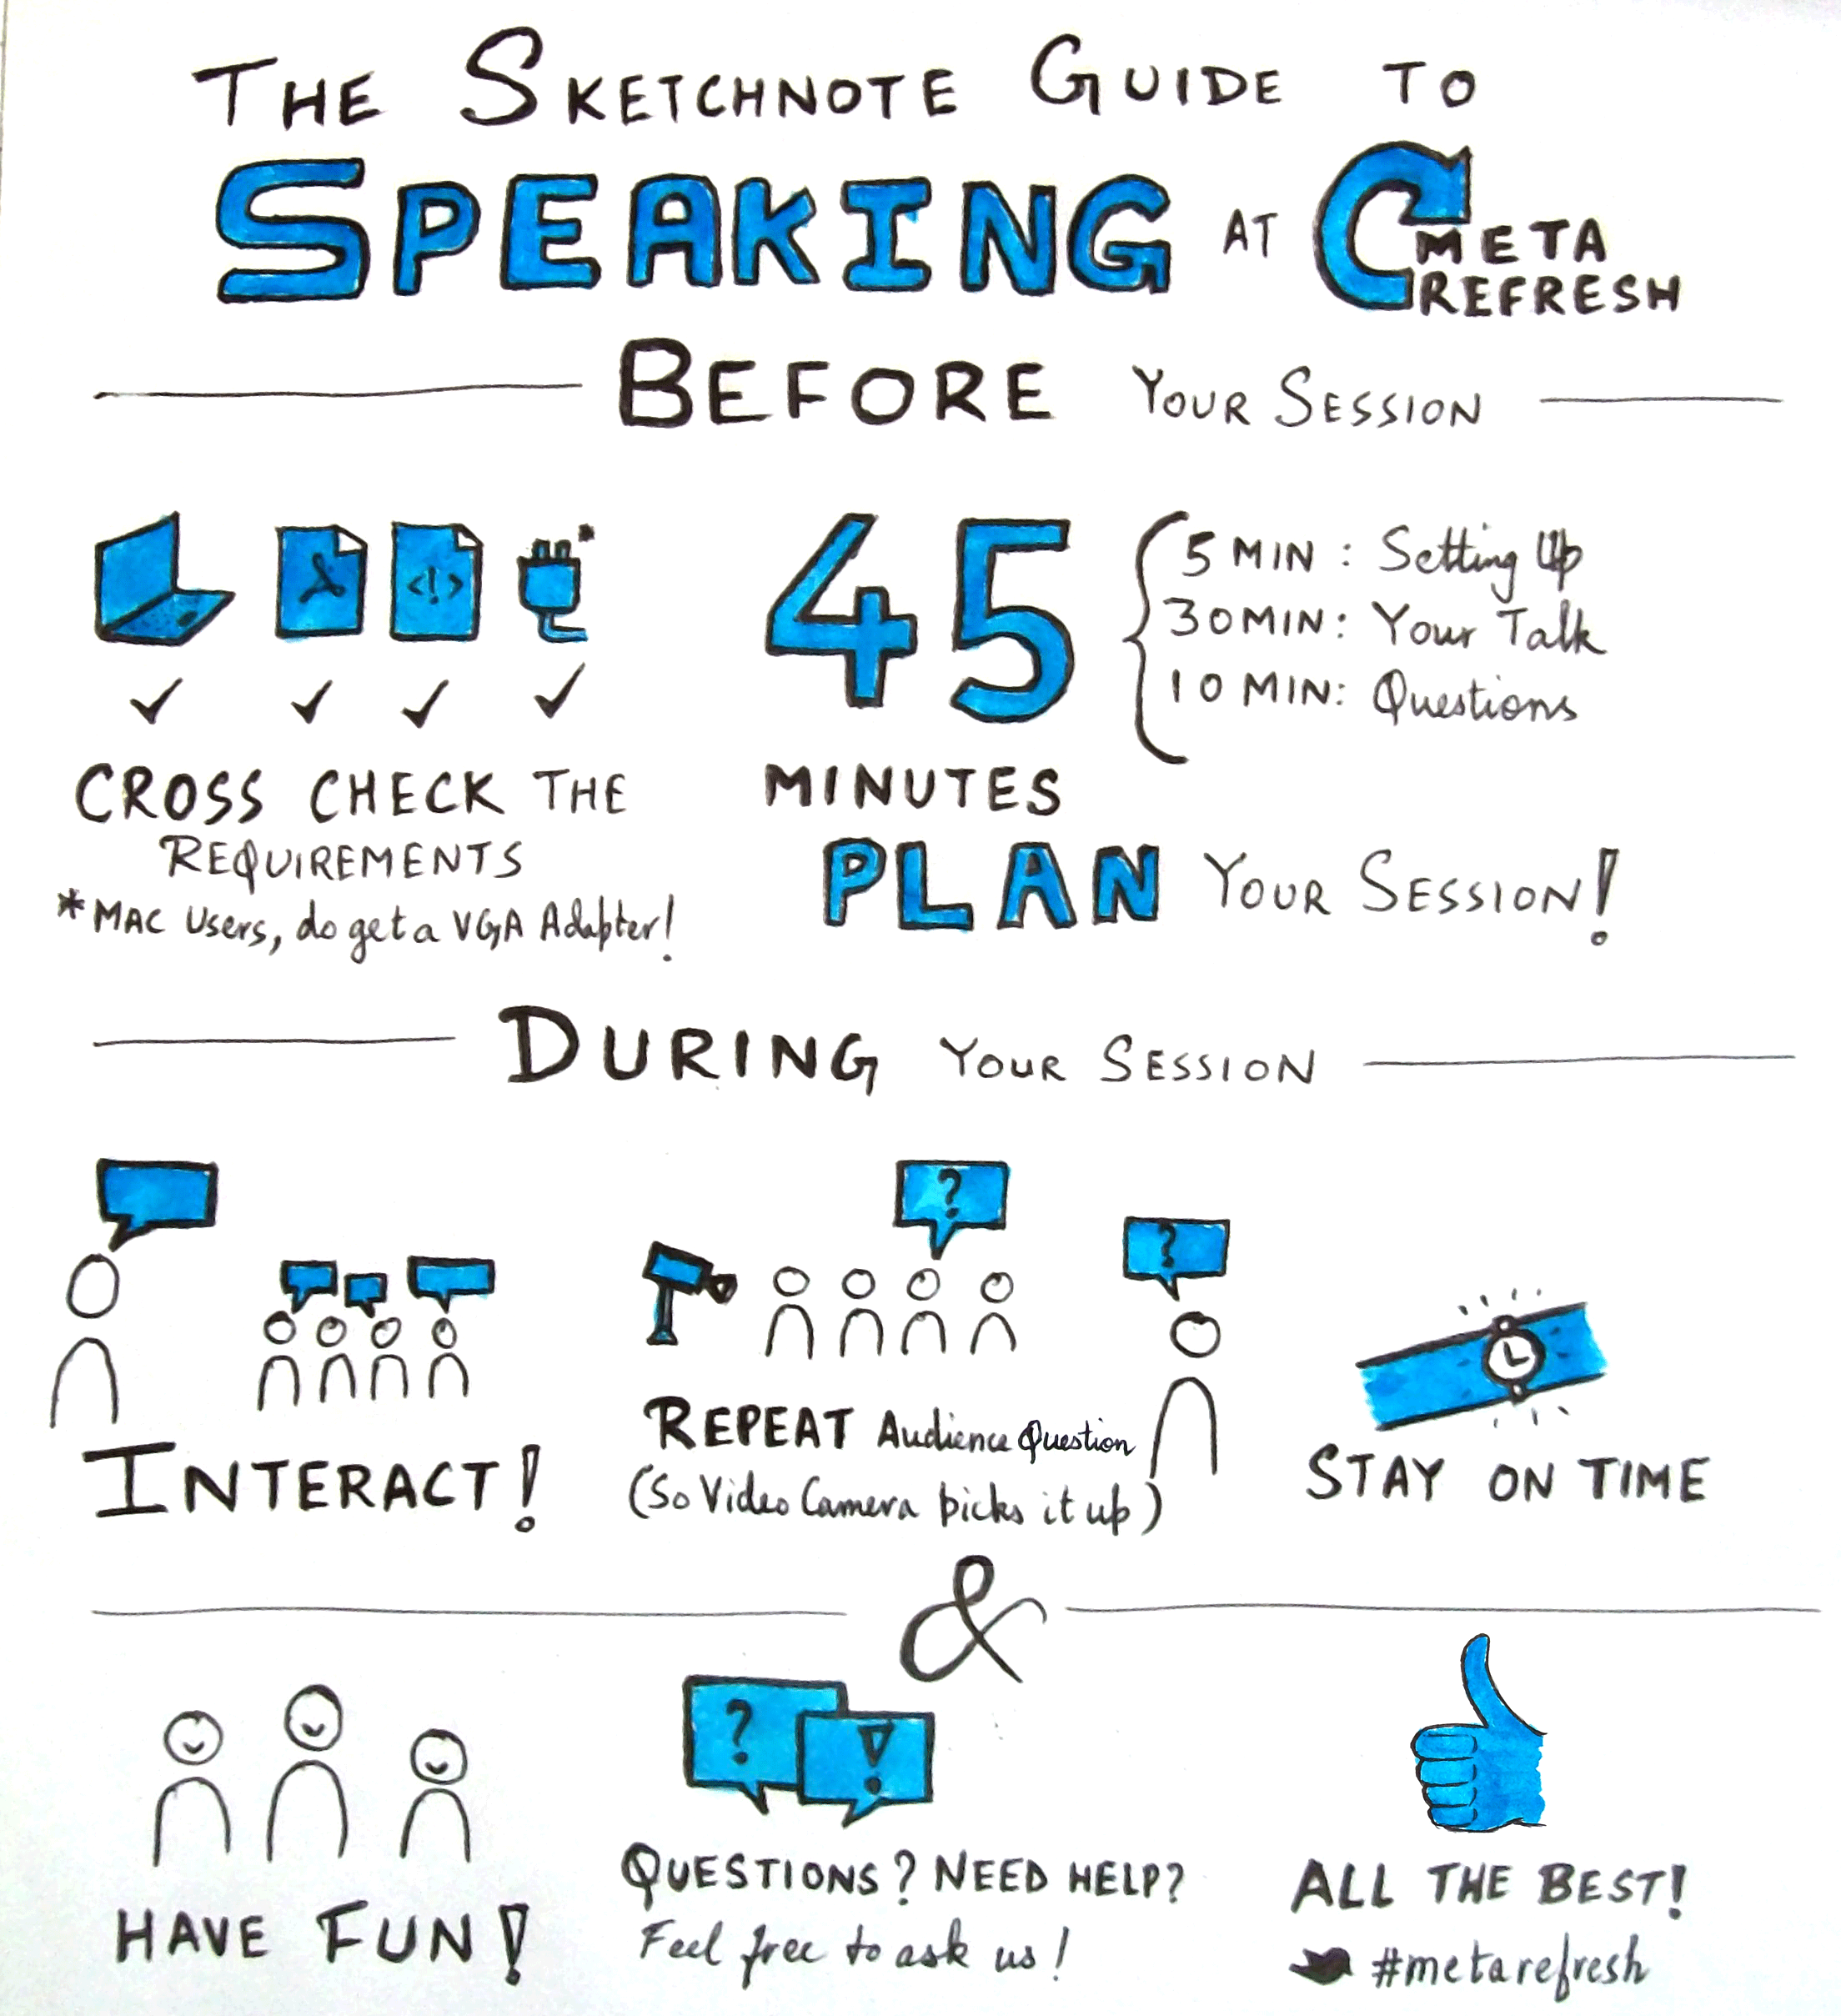 THE SKETCHNOTE GUIDE TO
SPEAKING AT META
REFRESH
BEFORE YOUR SESSION
<!>
45
5 MIN : Setting Up
30 MIN: Your Talk
10 MIN: Questions
CROSS CHECK THE
REQUIREMENTS
*MAC Users, do get a VGA Adapter!
MINUTES
PLAN YOUR SESSION!
DURING YOUR SESSION
?
?
INTERACT!
REPEAT Audience Question
(So Video Camera picks it up)
STAY ON TIME
&
? !
HAVE FUN!
QUESTIONS? NEED HELP?
Feel free to ask us!
ALL THE BEST!
#metarefresh